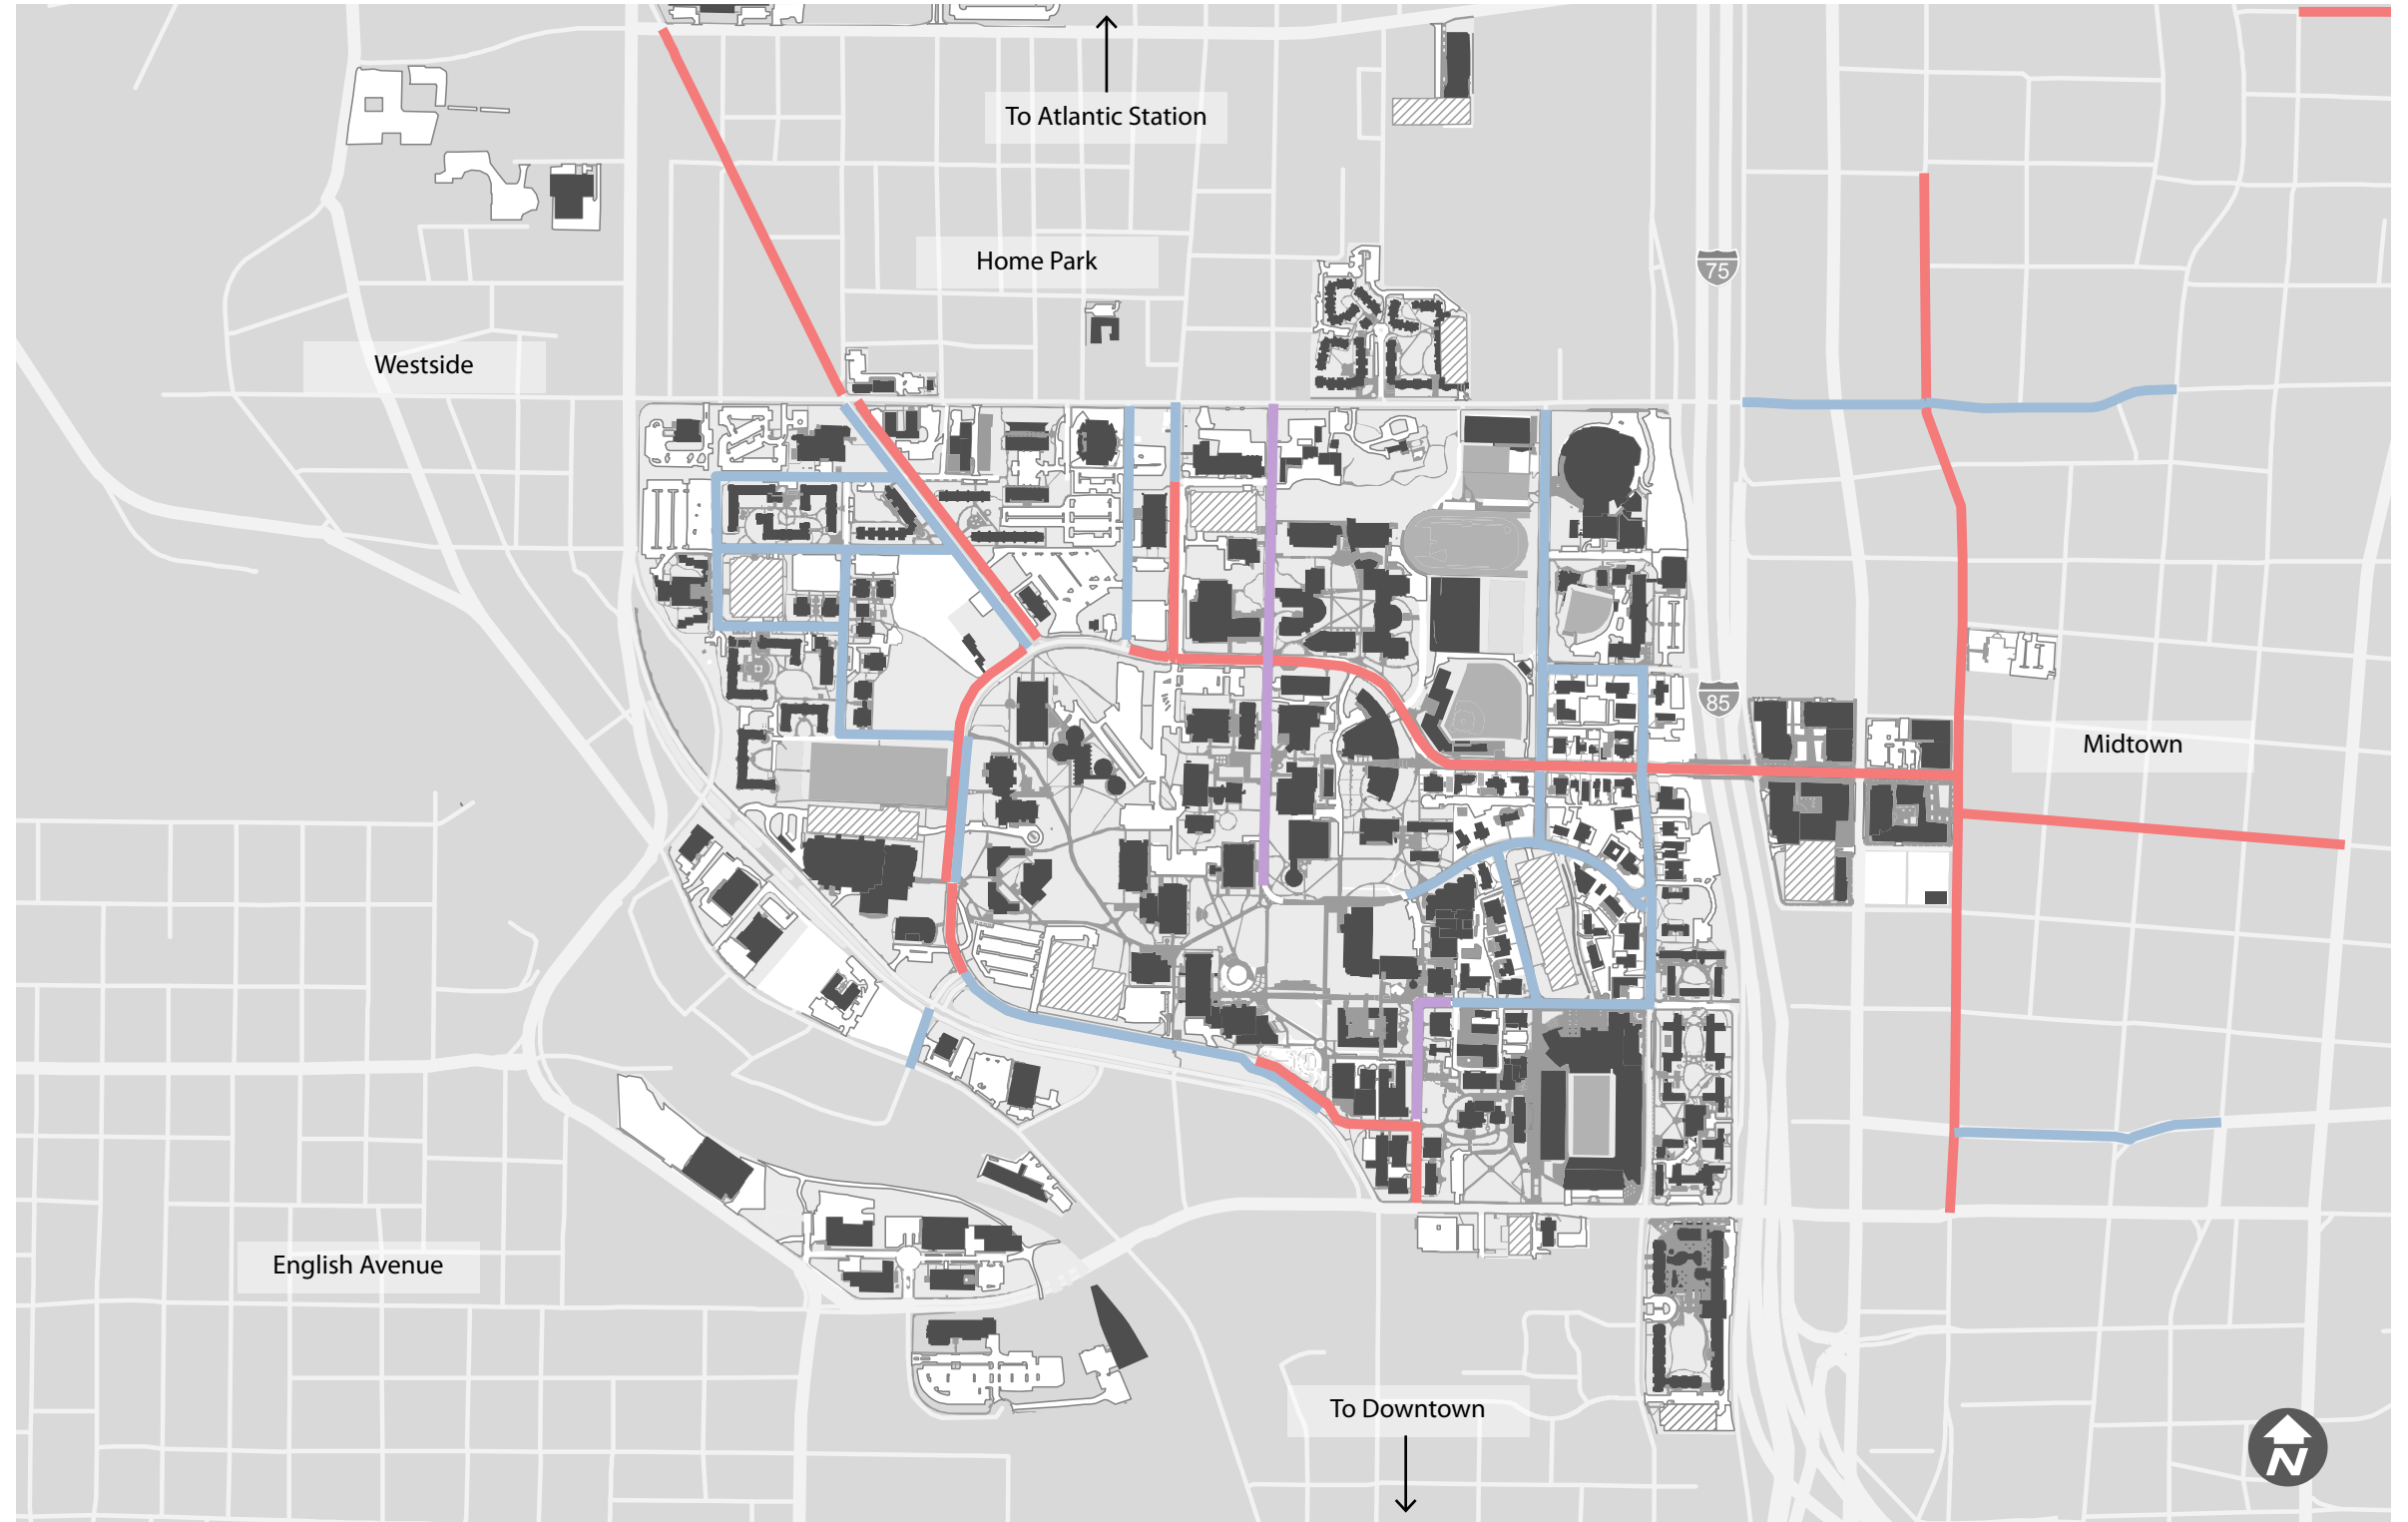 To Atlantic Station
Home Park
75
Westside
85
Midtown
English Avenue
To Downtown
N